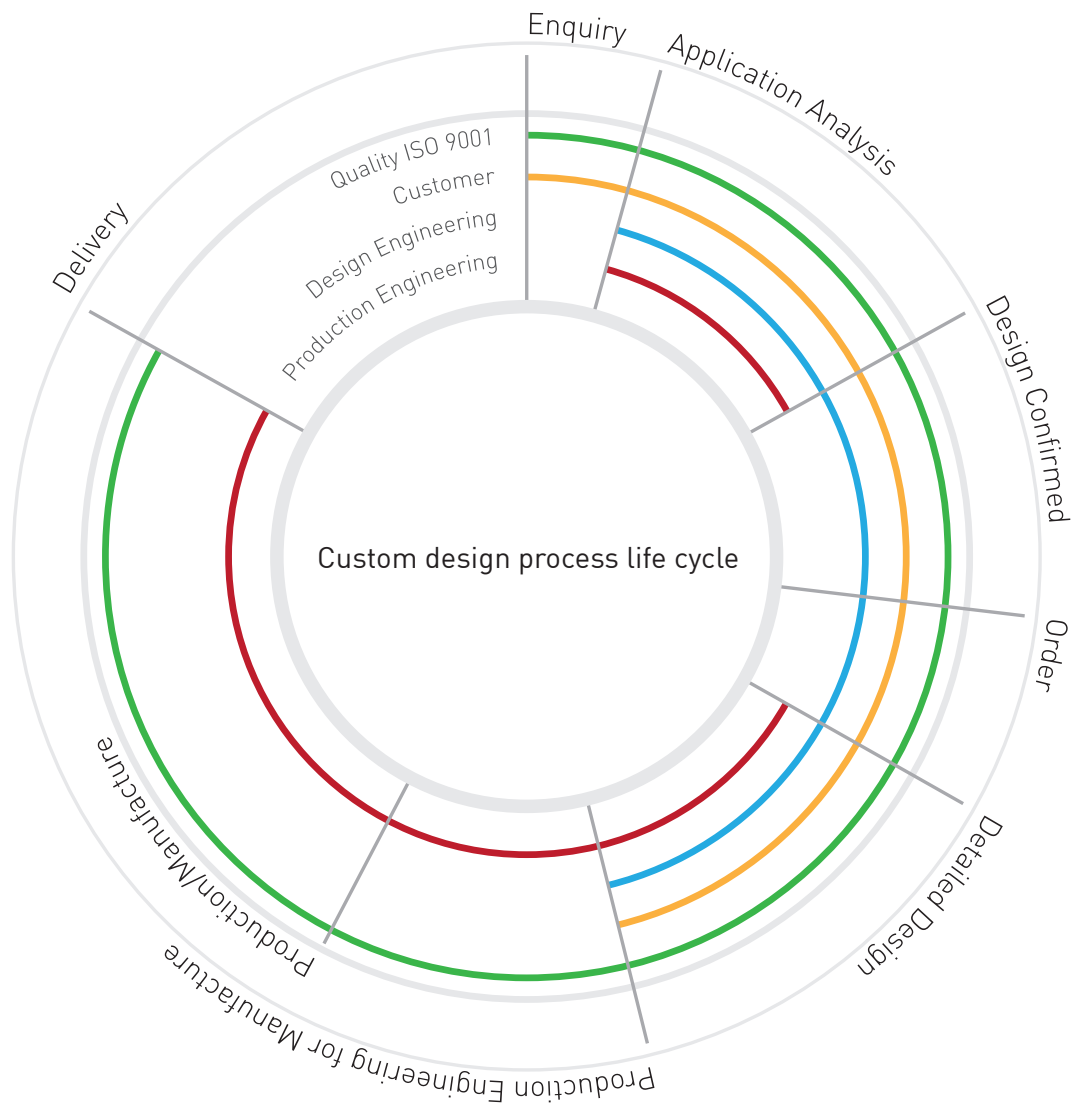 Enquiry
Application Analysis
Design Confirmed
Order
Detailed Design
Production Engineering for Manufacture
Production/Manufacture
Delivery
Quality ISO 9001
Customer
Design Engineering
Production Engineering
Custom design process life cycle